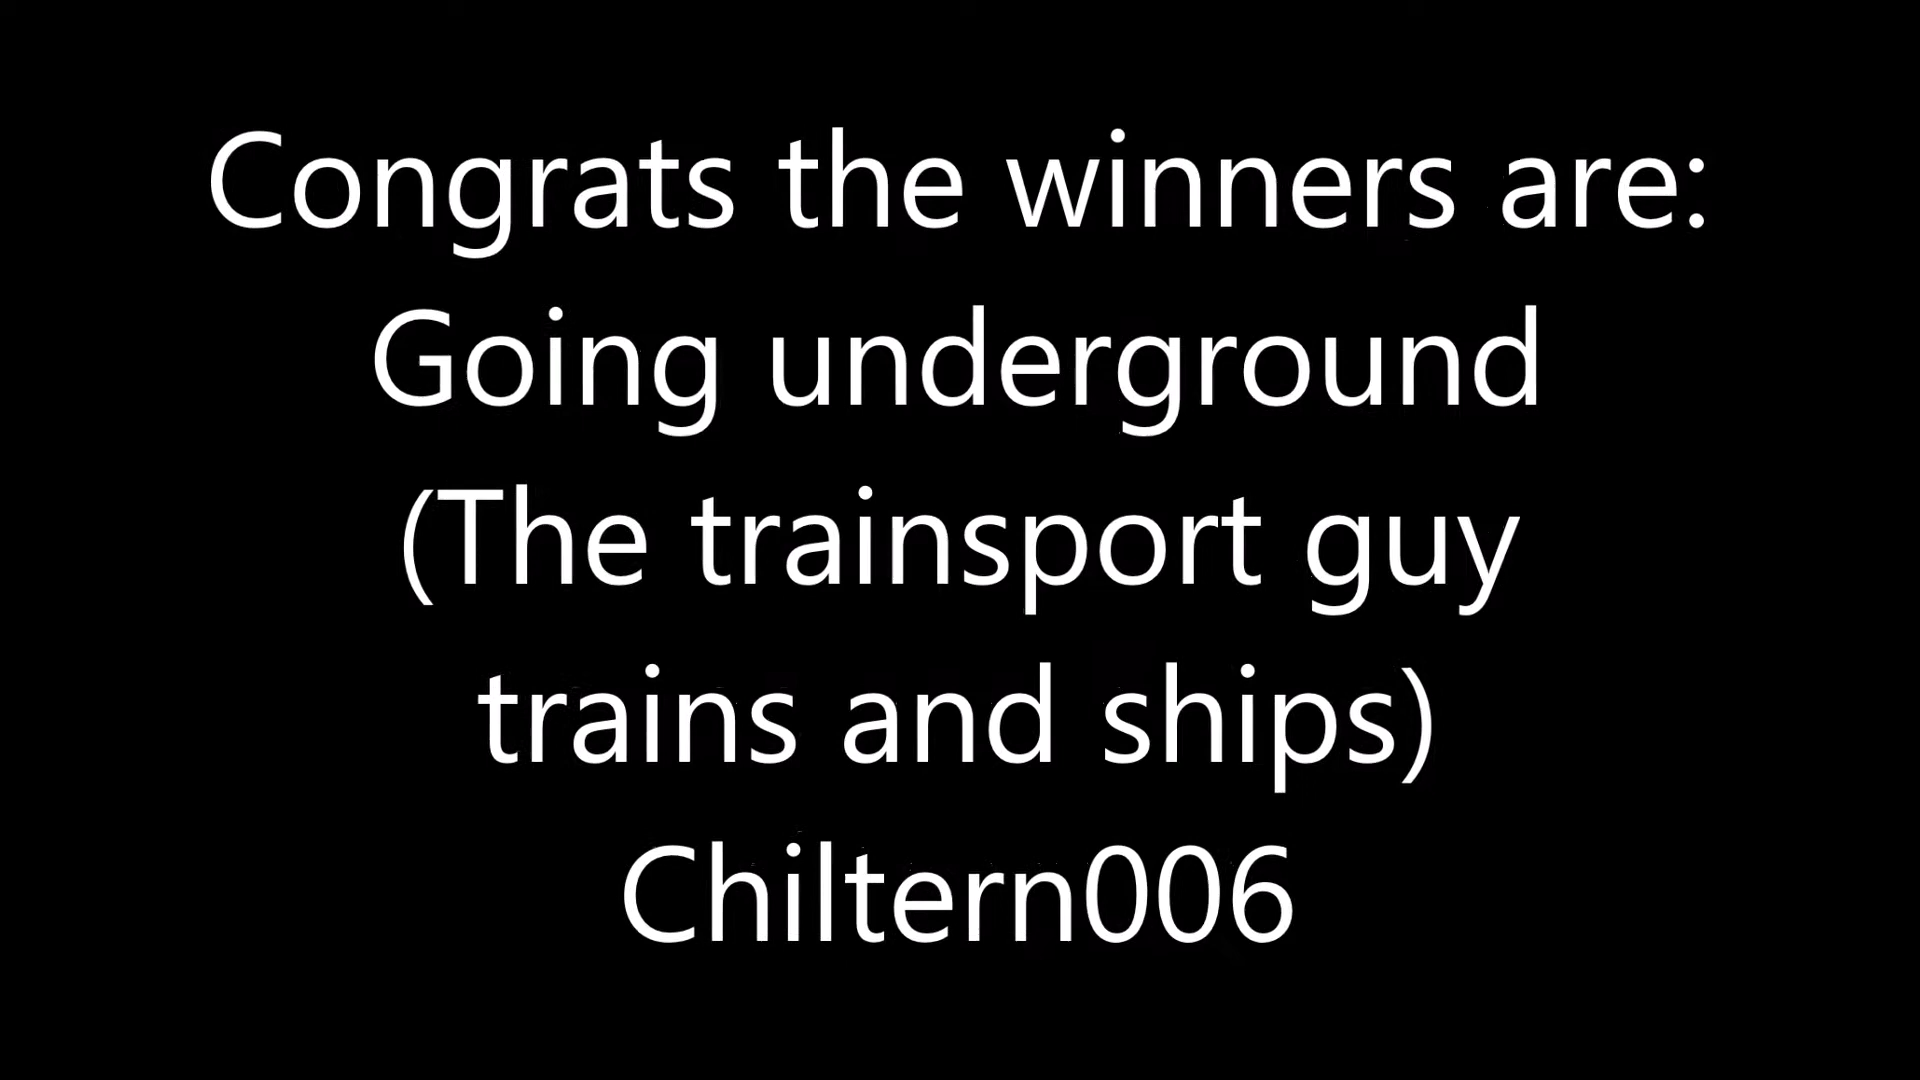 Congrats the winners are:
Going underground
(The trainsport guy
trains and ships)
Chiltern006